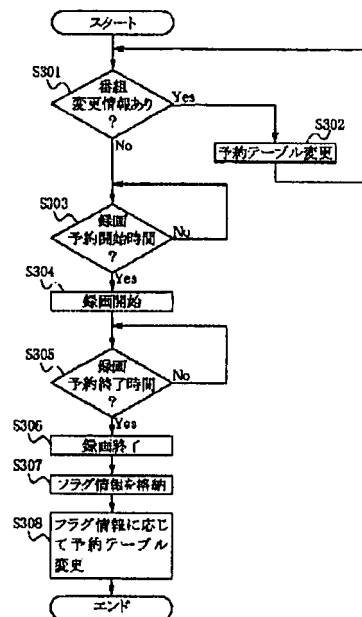 スタート
S301
番組
変更情報あり
?
Yes
S302
予約テーブル変更
No
S303
録画
予約開始時間
?
No
Yes
S304
録画開始
S305
録画
予約終了時間
?
No
Yes
S306
録画終了
S307
フラグ情報を格納
S308
フラグ情報に応じ
て予約テーブル
変更
エンド